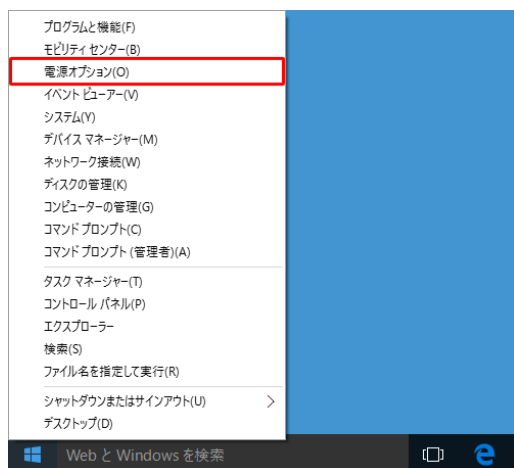 プログラムと機能(F)
モビリティ センター(B)
電源オプション(O)
イベント ビューアー(V)
システム(Y)
デバイス マネージャー(M)
ネットワーク接続(W)
ディスクの管理(K)
コンピューターの管理(G)
コマンド プロンプト(C)
コマンド プロンプト (管理者)(A)
タスク マネージャー(T)
コントロール パネル(P)
エクスプローラー
検索(S)
ファイル名を指定して実行(R)
シャットダウンまたはサインアウト(U)
デスクトップ(D)
Web と Windows を検索